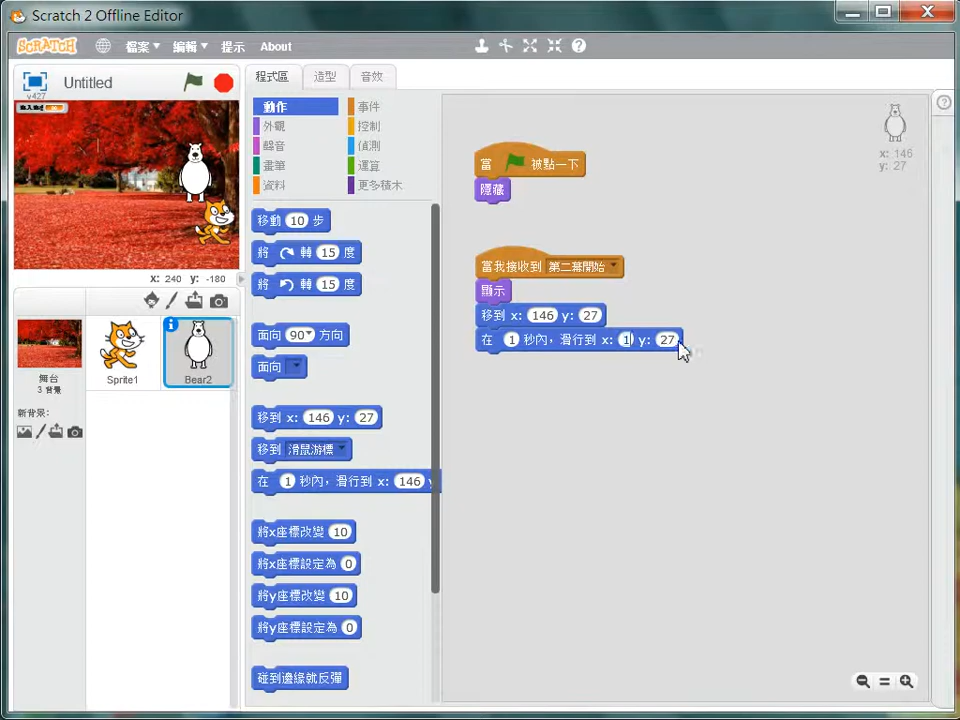 Scratch 2 Offline Editor
SCRATCH 檔案 編輯 提示 About
v427 Untitled
程式區 造型 音效
動作 事件
外觀 控制
聲音 偵測
畫筆 運算
資料 更多積木
x: 240 y: -180
舞台
3 背景
新背景:
Sprite1
Bear2
移動 10 步
將 轉 15 度
將 轉 15 度
面向 90 方向
面向
移到 x: 146 y: 27
移到 滑鼠游標
在 1 秒內, 滑行到 x: 146 y
將x座標改變 10
將x座標設定為 0
將y座標改變 10
將y座標設定為 0
碰到邊緣就反彈
當 被點一下
隱藏
當我接收到 第二幕開始
顯示
移到 x: 146 y: 27
在 1 秒內, 滑行到 x: 1 y: 27
x: 146
y: 27